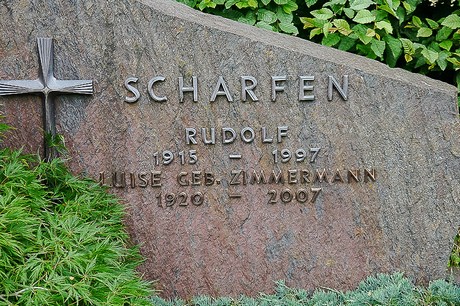 SCHARFEN
RUDOLF
1915 – 1997
LUISE GEB. ZIMMERMANN
1920 – 2007